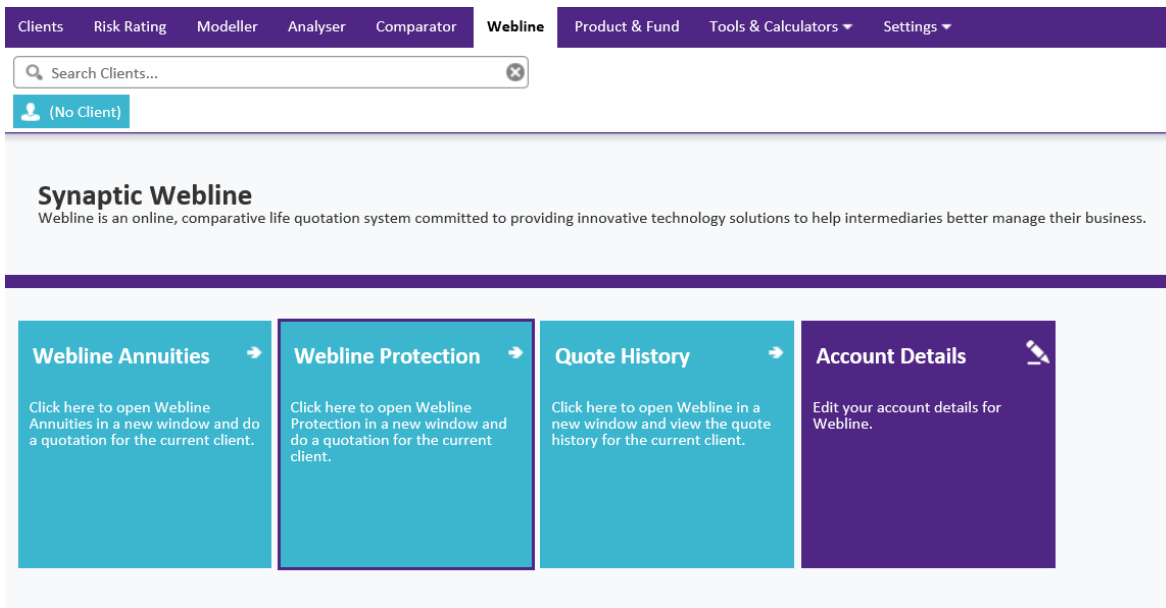 Clients Risk Rating Modeller Analyser Comparator Webline Product & Fund Tools & Calculators Settings
Search Clients...
(No Client)
Synaptic Webline
Webline is an online, comparative life quotation system committed to providing innovative technology solutions to help intermediaries better manage their business.
Webline Annuities
Click here to open Webline
Annuities in a new window and do
a quotation for the current client.
Webline Protection
Click here to open Webline
Protection in a new window and
do a quotation for the current
client.
Quote History
Click here to open Webline in a
new window and view the quote
history for the current client.
Account Details
Edit your account details for
Webline.